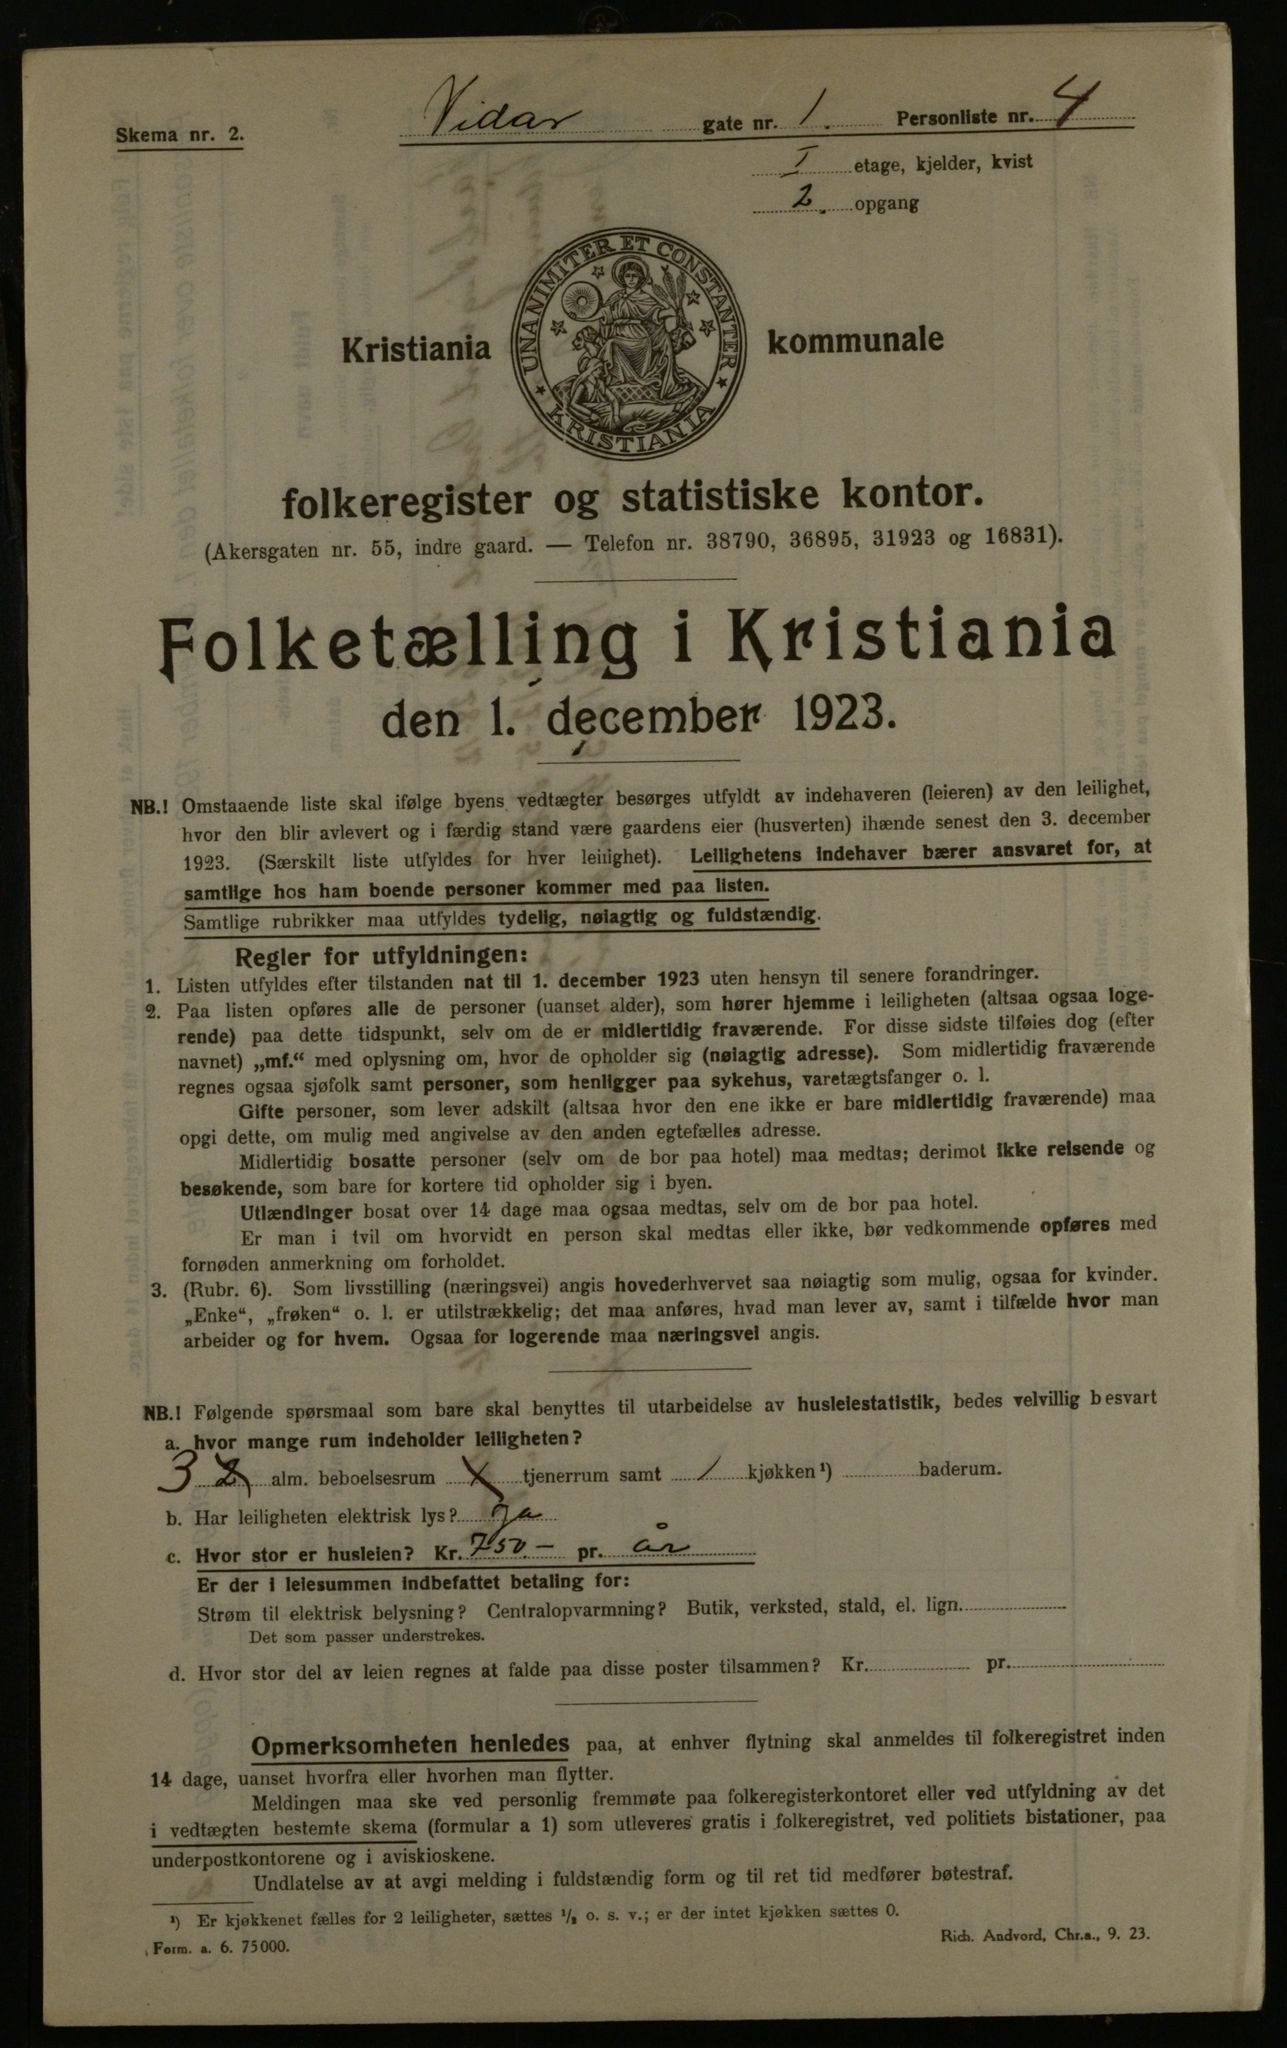 Skema nr. 2.
Vidar gate nr. 1. Personliste nr. 4
I etage, kjelder, kvist
2. opgang
UNANIMITER ET CONSTANTER
KRISTIANIA
Kristiania kommunale
folkeregister og statistiske kontor.
(Akersgaten nr. 55, indre gaard. — Telefon nr. 38790, 36895, 31923 og 16831).
Folketælling i Kristiania
den 1. december 1923.
NB.! Omstaaende liste skal ifølge byens vedtægter besørges utfyldt av indehaveren (leieren) av den leilighet,
hvor den blir avlevert og i færdig stand være gaardens eier (husverten) ihænde senest den 3. december
1923. (Særskilt liste utfyldes for hver leilighet). Leilighetens indehaver bærer ansvaret for, at
samtlige hos ham boende personer kommer med paa listen.
Samtlige rubrikker maa utfyldes tydelig, nøiagtig og fuldstændig.
Regler for utfyldningen:
1. Listen utfyldes efter tilstanden nat til 1. december 1923 uten hensyn til senere forandringer.
2. Paa listen opføres alle de personer (uanset alder), som hører hjemme i leiligheten (altsaa ogsaa loge-
rende) paa dette tidspunkt, selv om de er midlertidig fraværende. For disse sidste tilføies dog (efter
navnet) „mf.“ med oplysning om, hvor de opholder sig (nøiagtig adresse). Som midlertidig fraværende
regnes ogsaa sjøfolk samt personer, som henligger paa sykehus, varetægtsfanger o. l.
Gifte personer, som lever adskilt (altsaa hvor den ene ikke er bare midlertidig fraværende) maa
opgi dette, om mulig med angivelse av den anden egtefælles adresse.
Midlertidig bosatte personer (selv om de bor paa hotel) maa medtas; derimot ikke reisende og
besøkende, som bare for kortere tid opholder sig i byen.
Utlændinger bosat over 14 dage maa ogsaa medtas, selv om de bor paa hotel.
Er man i tvil om hvorvidt en person skal medtas eller ikke, bør vedkommende opføres med
fornøden anmerkning om forholdet.
3. (Rubr. 6). Som livsstilling (næringsvei) angis hovederhvervet saa nøiagtig som mulig, ogsaa for kvinder.
„Enke“, „frøken“ o. l. er utilstrækkelig; det maa anføres, hvad man lever av, samt i tilfælde hvor man
arbeider og for hvem. Ogsaa for logerende maa næringsvei angis.
NB.! Følgende spørsmaal som bare skal benyttes til utarbeidelse av husleiestatistik, bedes velvillig besvart
a. hvor mange rum indeholder leiligheten?
3 2 alm. beboelsesrum 1 tjenerrum samt 1 kjøkken¹) baderum.
b. Har leiligheten elektrisk lys? ja
c. Hvor stor er husleien? Kr. 750.- pr. år
Er der i leiesummen indbefattet betaling for:
Strøm til elektrisk belysning? Centralopvarmning? Butik, verksted, stald, el. lign.
Det som passer understrekes.
d. Hvor stor del av leien regnes at falde paa disse poster tilsammen? Kr. pr.
Opmerksomheten henledes paa, at enhver flytning skal anmeldes til folkeregistret inden
14 dage, uanset hvorfra eller hvorhen man flytter.
Meldingen maa ske ved personlig fremmøte paa folkeregisterkontoret eller ved utfyldning av det
i vedtægten bestemte skema (formular a 1) som utleveres gratis i folkeregistret, ved politiets bistationer, paa
underpostkontorene og i aviskioskene.
Undlatelse av at avgi melding i fuldstændig form og til ret tid medfører bøtestraf.
¹) Er kjøkkenet fælles for 2 leiligheter, sættes ½ o. s. v.; er der intet kjøkken sættes 0.
Form. a. 6. 75000.
Rich. Andvord, Chr.a., 9. 23.